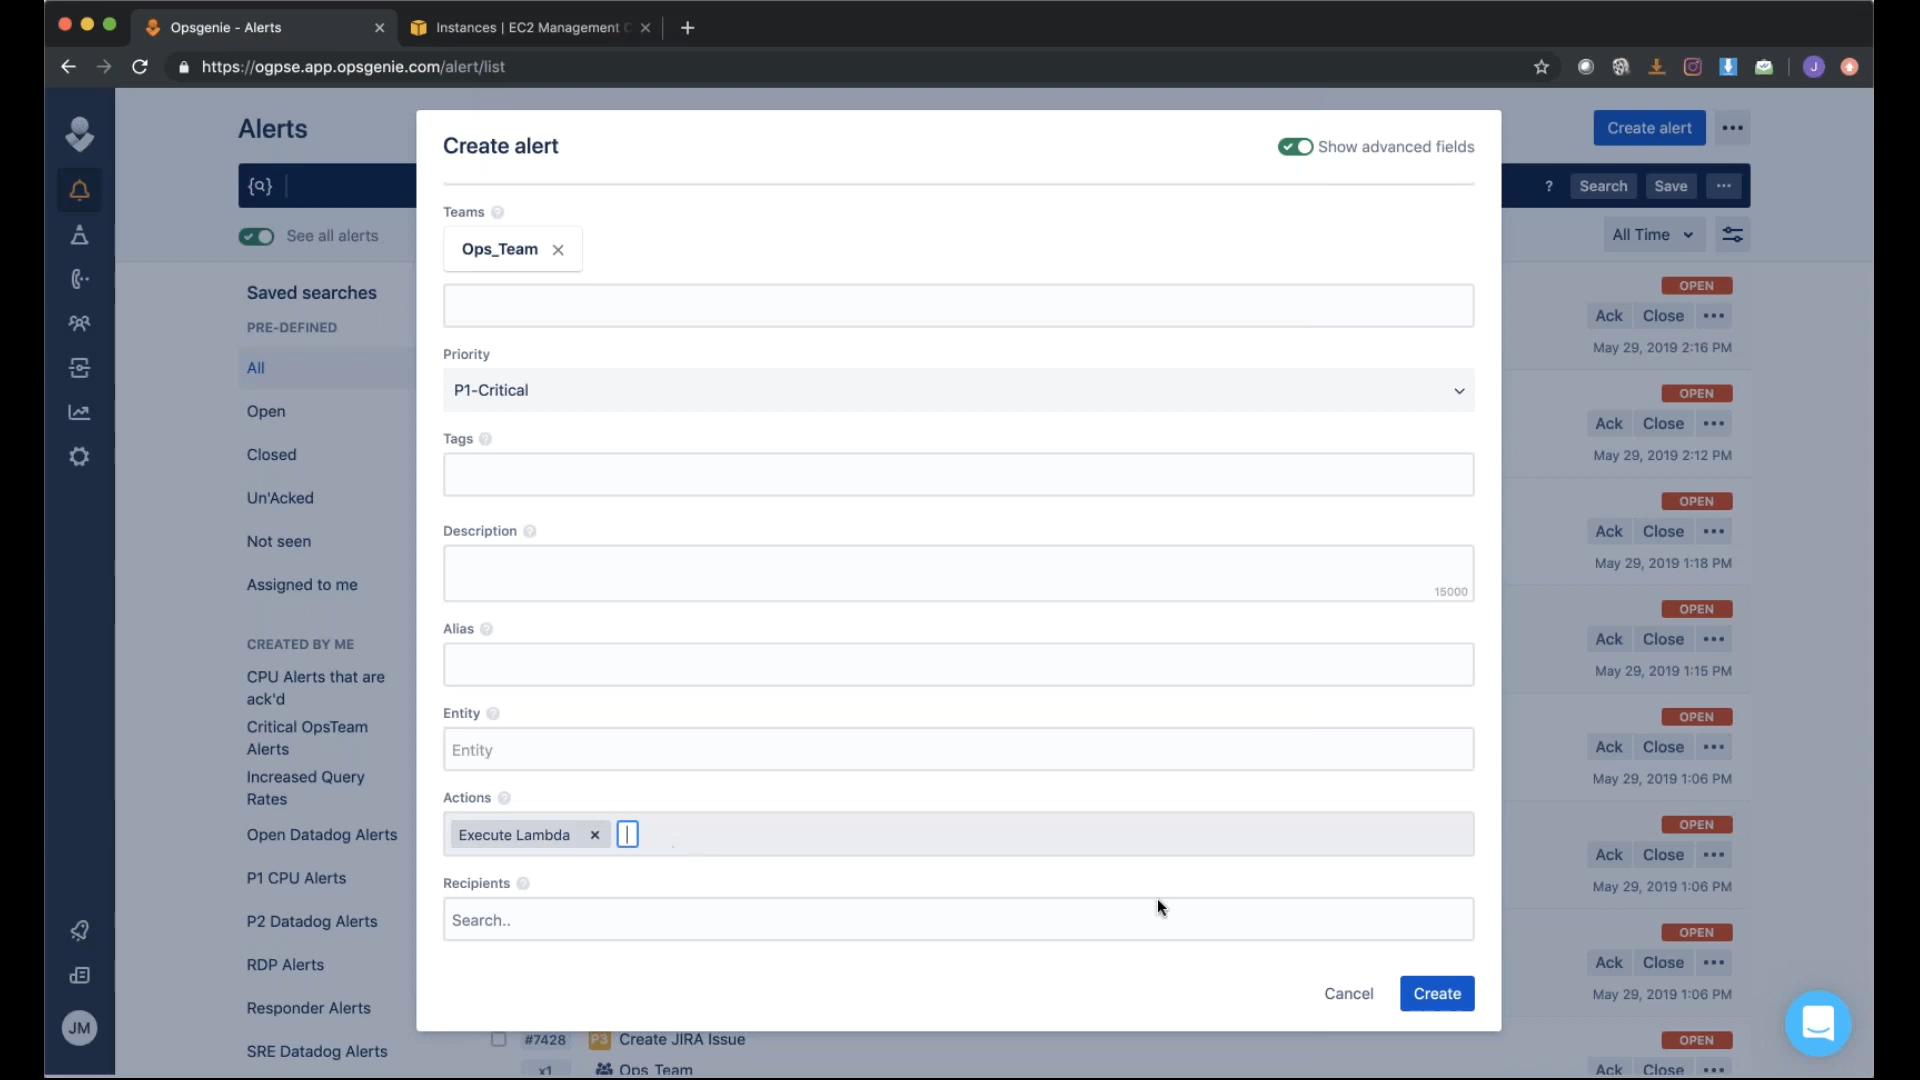 Opsgenie - Alerts
Instances | EC2 Management
https://ogpse.app.opsgenie.com/alert/list
J
Alerts
Create alert
?
Search
Save
See all alerts
All Time
Saved searches
PRE-DEFINED
All
Open
Closed
Un'Acked
Not seen
Assigned to me
CREATED BY ME
CPU Alerts that are
ack'd
Critical OpsTeam
Alerts
Increased Query
Rates
Open Datadog Alerts
P1 CPU Alerts
P2 Datadog Alerts
RDP Alerts
Responder Alerts
SRE Datadog Alerts
JM
Create alert
Show advanced fields
Teams ?
Ops_Team
Priority
P1-Critical
Tags ?
Description ?
15000
Alias ?
Entity ?
Entity
Actions ?
Execute Lambda
Recipients ?
Search..
Cancel
Create
OPEN
Ack Close
May 29, 2019 2:16 PM
OPEN
Ack Close
May 29, 2019 2:12 PM
OPEN
Ack Close
May 29, 2019 1:18 PM
OPEN
Ack Close
May 29, 2019 1:15 PM
OPEN
Ack Close
May 29, 2019 1:06 PM
OPEN
Ack Close
May 29, 2019 1:06 PM
OPEN
Ack Close
May 29, 2019 1:06 PM
#7428 P3 Create JIRA Issue
OPEN
x1 Ops_Team
Ack Close